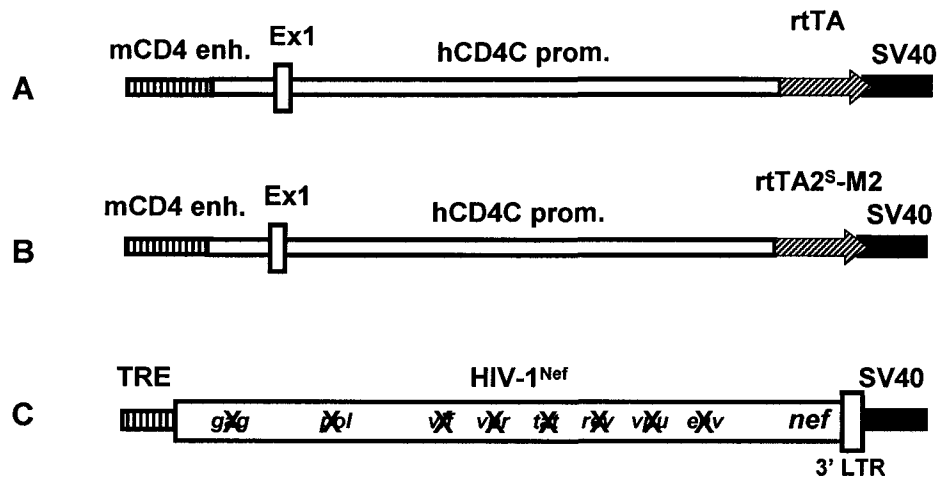 rtTA
mCD4 enh. Ex1 hCD4C prom. SV40
A
rtTA2S-M2
mCD4 enh. Ex1 hCD4C prom. SV40
B
TRE HIV-1Nef SV40
C gag pol vif vpr tat rev vpu env nef
3' LTR